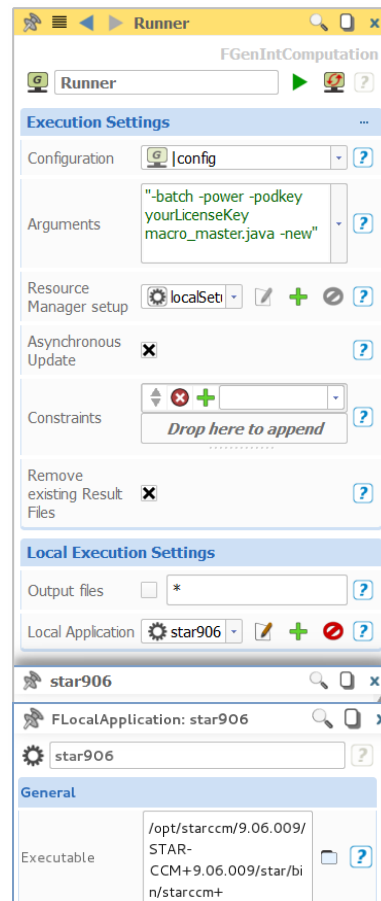 Runner
FGenIntComputation
G Runner ?
Execution Settings ...
Configuration G |config ?
Arguments
"-batch -power -podkey
yourLicenseKey
macro_master.java -new"
?
Resource
Manager setup
localSet ?
Asynchronous
Update
?
Constraints
Drop here to append
?
Remove
existing Result
Files
?
Local Execution Settings
Output files * ?
Local Application star906 ?
star906
FLocalApplication: star906
star906 ?
General
Executable
/opt/starccm/9.06.009/
STAR-
CCM+9.06.009/star/bi
n/starccm+
?